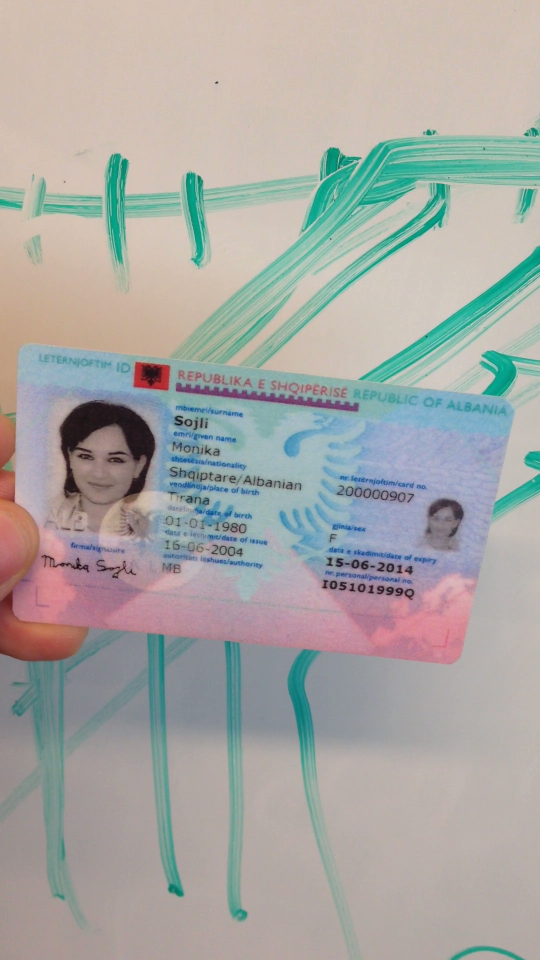 LETËRNJOFTIM ID REPUBLIKA E SHQIPËRISË REPUBLIC OF ALBANIA
mbiemri/surname
Sojli
emri/given name
Monika
shtetësia/nationality
Shqiptare/Albanian
vendlindja/place of birth
Tirana
datëlindja/date of birth
01-01-1980
data e lëshimit/date of issue
16-06-2004
autoriteti lëshues/authority
MB
nr. letërnjoftim/card no.
200000907
gjinia/sex
F
data e skadimit/date of expiry
15-06-2014
nr. personal/personal no.
I05101999Q
ALB
firma/signature
Monika Sojli